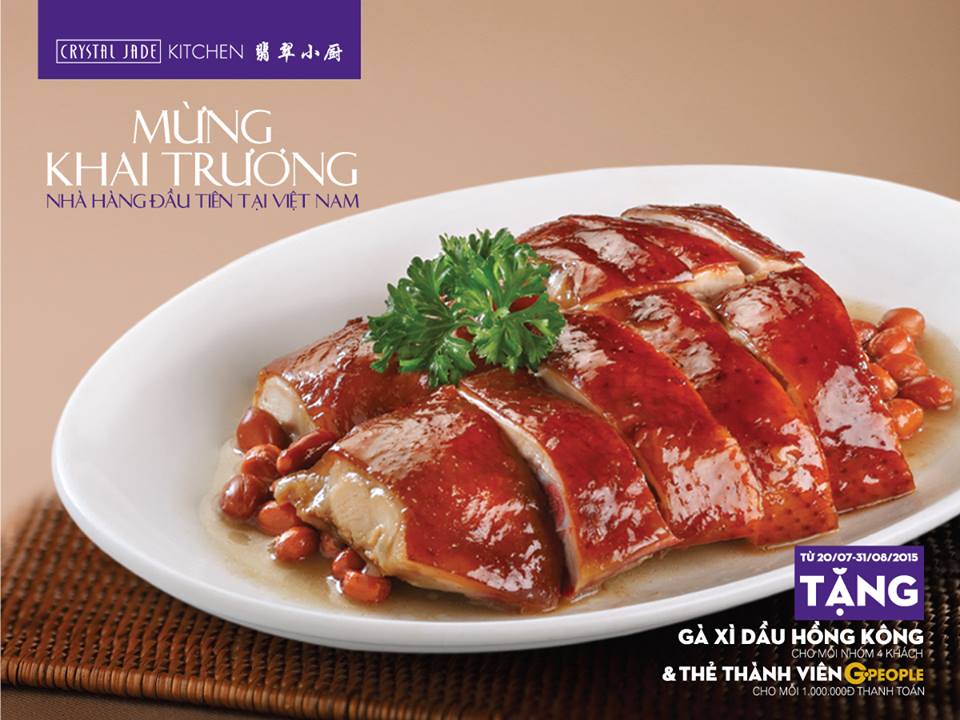 CRYSTAL JADE KITCHEN 翡翠小厨
MỪNG
KHAI TRƯƠNG
NHÀ HÀNG ĐẦU TIÊN TẠI VIỆT NAM
TỪ 20/07-31/08/2015
TẶNG
GÀ XÌ DẦU HỒNG KÔNG
CHO MỖI NHÓM 4 KHÁCH
& THẺ THÀNH VIÊN G·PEOPLE
CHO MỖI 1.000.000Đ THANH TOÁN